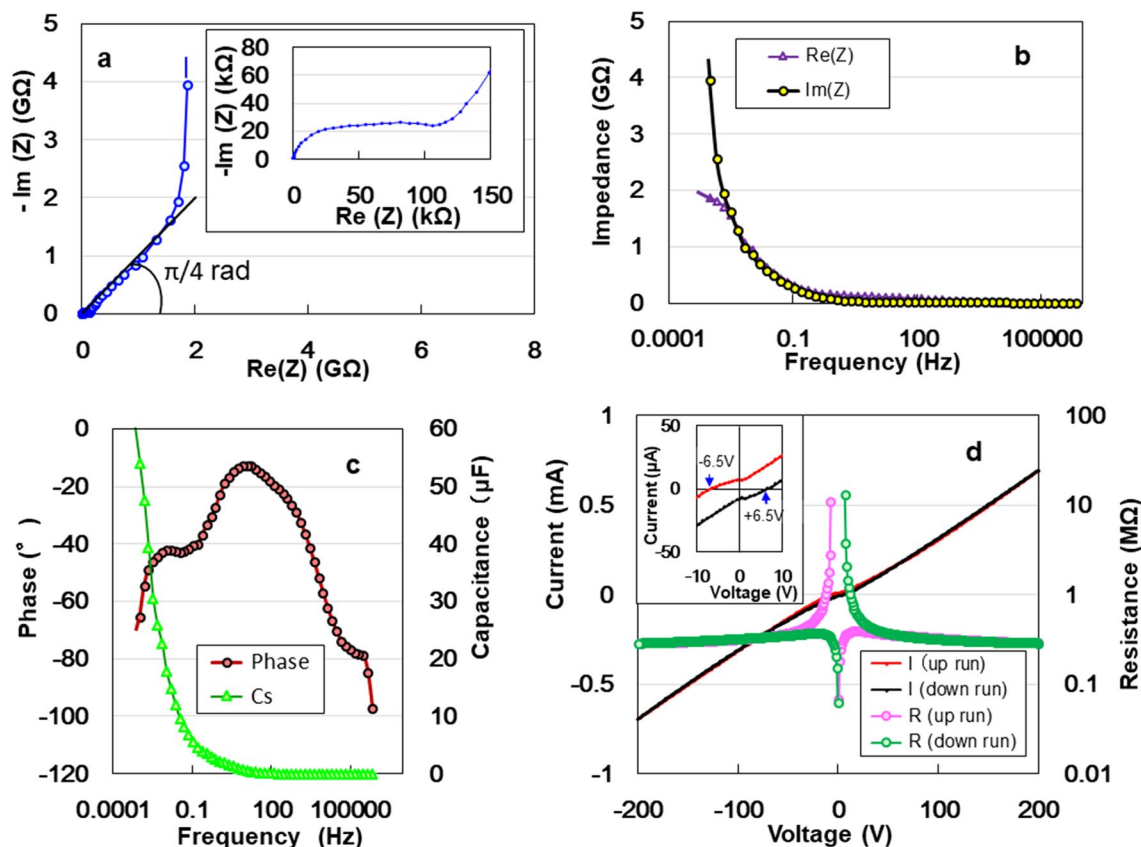 a
- Im (Z) (GΩ)
5
4
3
2
1
0
0
2
4
6
8
Re(Z) (GΩ)
π/4 rad
-Im (Z) (kΩ)
80
60
40
20
0
0
50
100
150
Re (Z) (kΩ)
b
Impedance (GΩ)
5
4
3
2
1
0
Re(Z)
Im(Z)
0.0001
0.1
100
100000
Frequency (Hz)
c
Phase (°)
0
-20
-40
-60
-80
-100
-120
60
50
40
30
20
10
0
Capacitance (μF)
Phase
Cs
0.0001
0.1
100
100000
Frequency (Hz)
d
Current (mA)
1
0.5
0
-0.5
-1
100
10
1
0.1
0.01
Resistance (MΩ)
50
0
-50
Current (μA)
-6.5V
+6.5V
-10
0
10
Voltage (V)
I (up run)
I (down run)
R (up run)
R (down run)
-200
-100
0
100
200
Voltage (V)